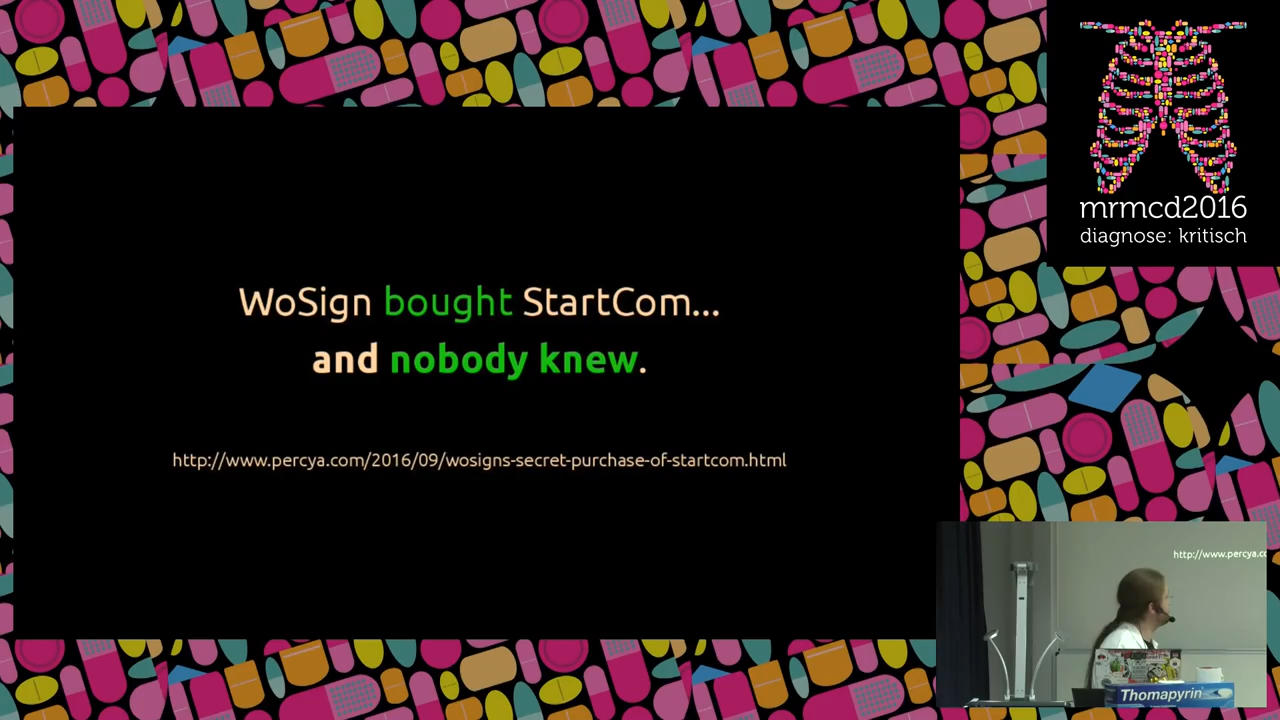 WoSign bought StartCom...
and nobody knew.
http://www.percya.com/2016/09/wosigns-secret-purchase-of-startcom.html
mrmcd2016
diagnose: kritisch
http://www.percya.co
Thomapyrin